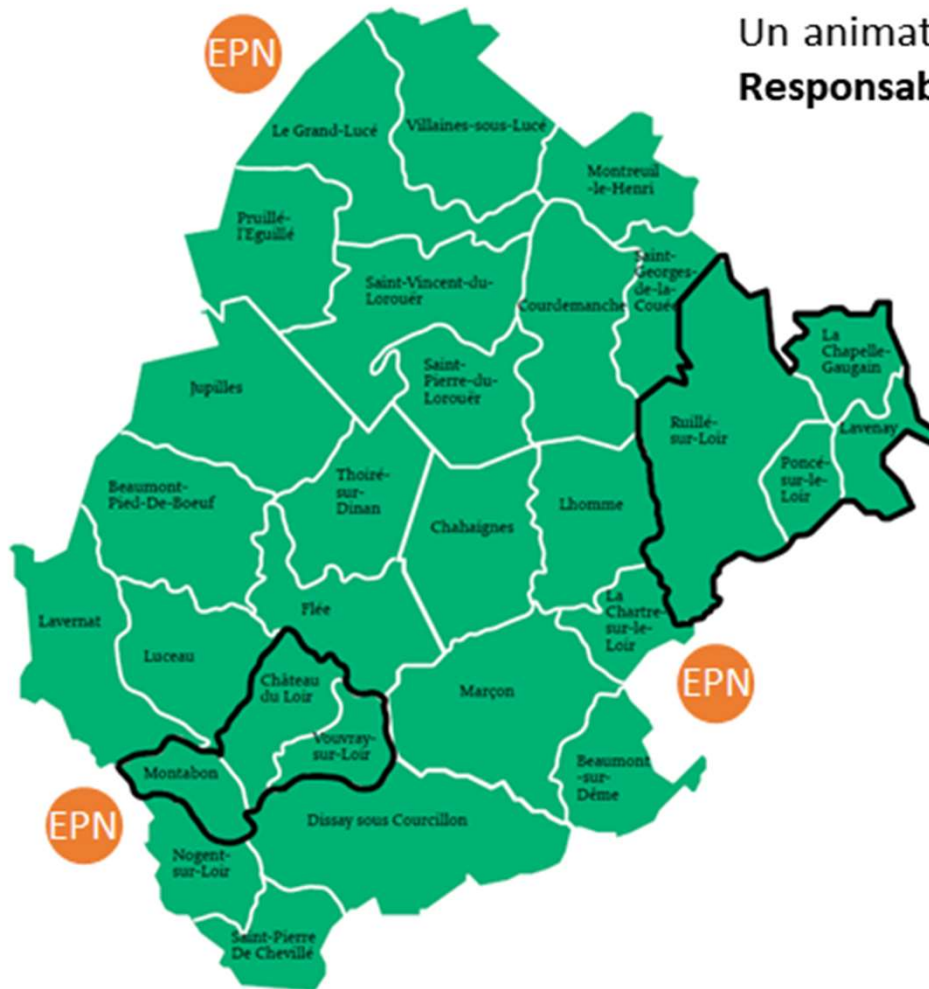 Un animat
Responsab
EPN
Le Grand-Lucé
Villaines-sous-Lucé
Montreuil
-le-Henri
Pruillé-
l'Eguillé
Saint-Vincent-du-
Lorouër
Courdemanche
Saint-
Georges-
de-la-
Couée
La
Chapelle-
Gaugain
Jupilles
Saint-
Pierre-du-
Lorouër
Ruillé-
sur-Loir
Lavenay
Poncé-
sur-le-
Loir
Beaumont-
Pied-De-Boeuf
Thoiré-
sur-
Dinan
Chahaignes
Lhomme
Lavernat
Flée
La
Chartre-
sur-le-
Loir
Luceau
Château
du Loir
Marçon
EPN
Vouvray-
sur-Loir
Montabon
Beaumont
-sur-
Dême
EPN
Dissay sous Courcillon
Nogent-
sur-Loir
Saint-Pierre
De Chevillé